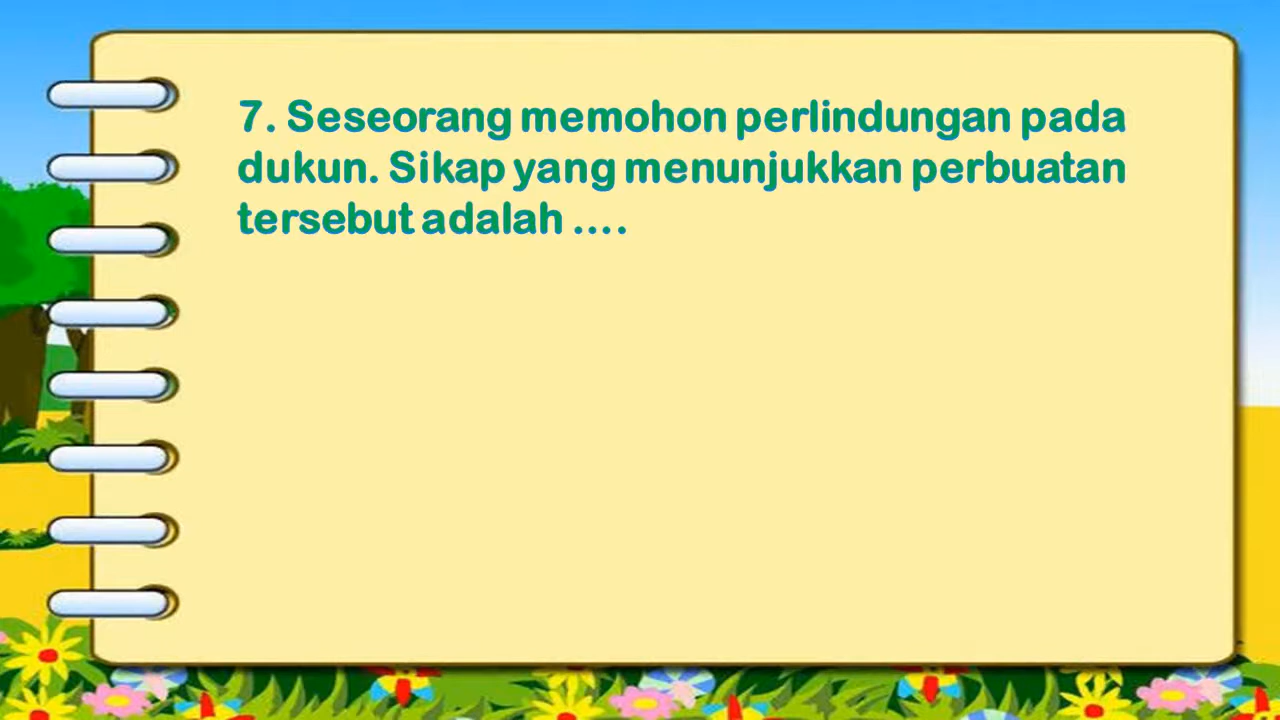 7. Seseorang memohon perlindungan pada
dukun. Sikap yang menunjukkan perbuatan
tersebut adalah ....